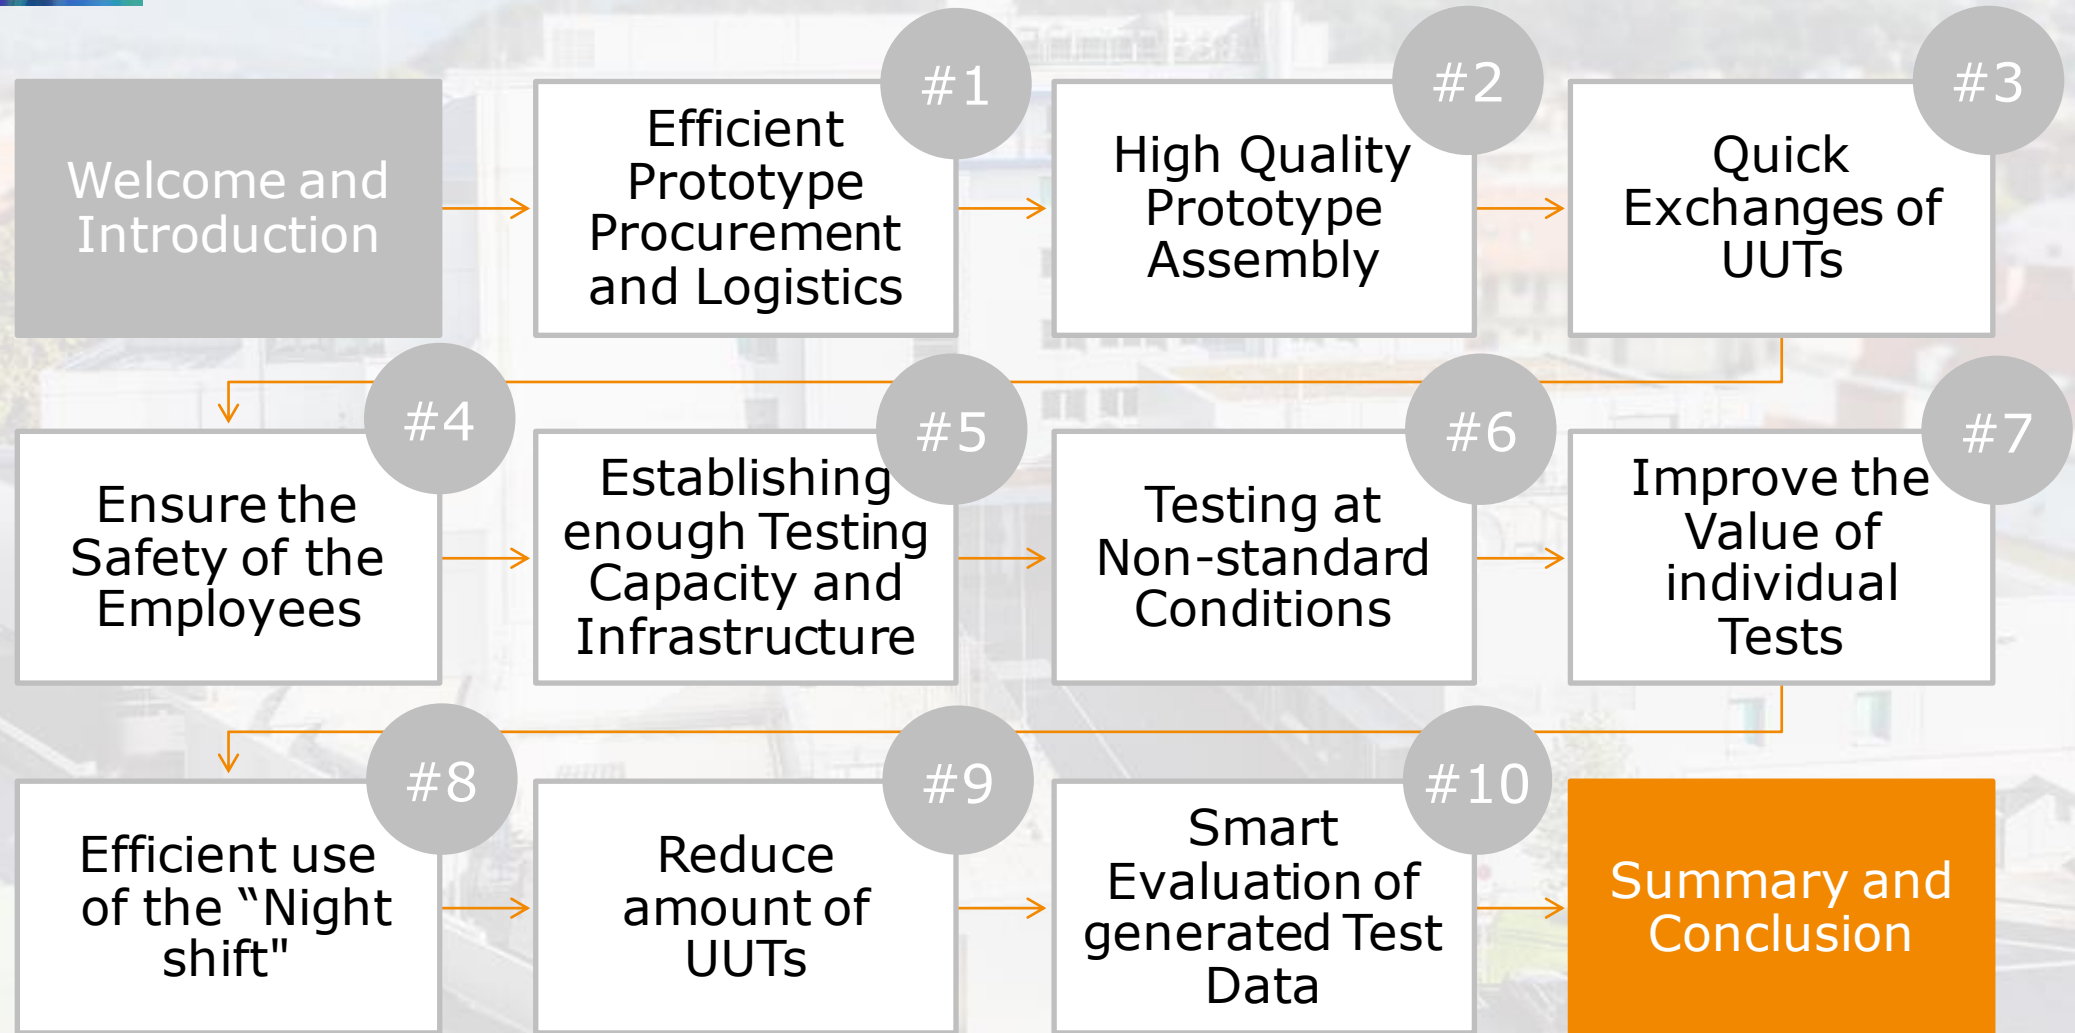 Welcome and
Introduction
#1
Efficient
Prototype
Procurement
and Logistics
#2
High Quality
Prototype
Assembly
#3
Quick
Exchanges of
UUTs
#4
Ensure the
Safety of the
Employees
#5
Establishing
enough Testing
Capacity and
Infrastructure
#6
Testing at
Non-standard
Conditions
#7
Improve the
Value of
individual
Tests
#8
Efficient use
of the “Night
shift"
#9
Reduce
amount of
UUTs
#10
Smart
Evaluation of
generated Test
Data
Summary and
Conclusion